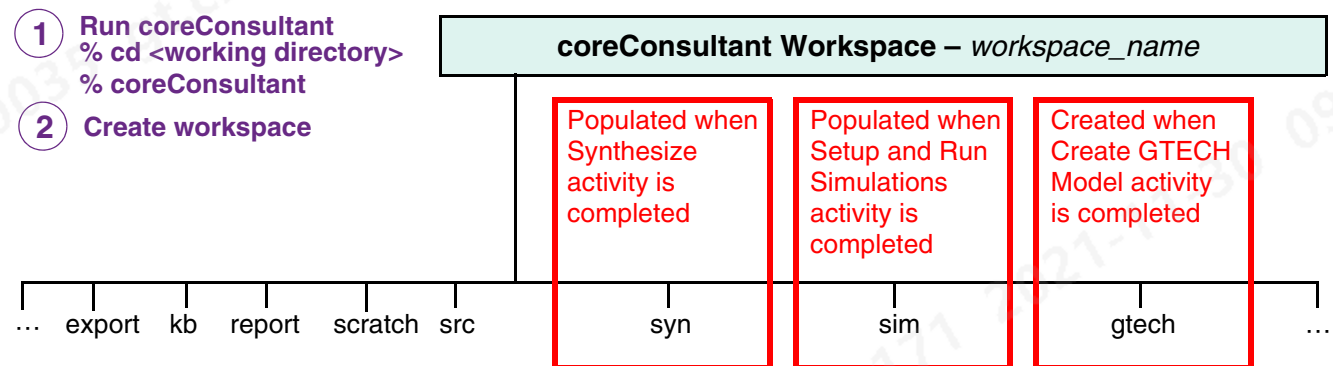 1 Run coreConsultant
% cd <working directory>
% coreConsultant
2 Create workspace
coreConsultant Workspace – workspace_name
Populated when
Synthesize
activity is
completed
Populated when
Setup and Run
Simulations
activity is
completed
Created when
Create GTECH
Model activity
is completed
... export kb report scratch src syn sim gtech ...